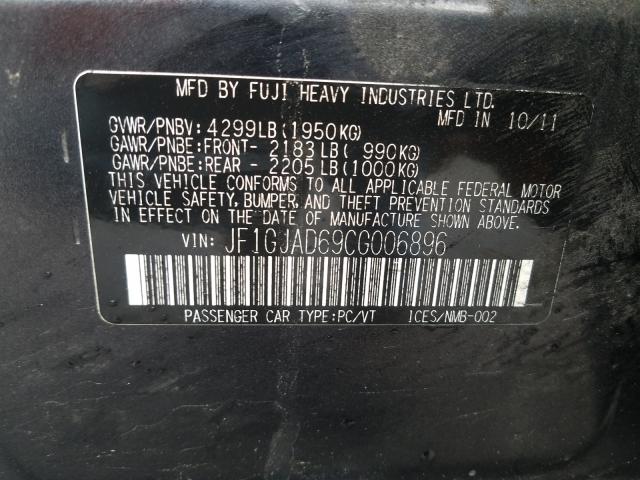 MFD BY FUJI HEAVY INDUSTRIES LTD.
MFD IN 10/11
GVWR/PNBV: 4299LB(1950KG)
GAWR/PNBE:FRONT- 2183LB( 990KG)
GAWR/PNBE:REAR - 2205LB(1000KG)
THIS VEHICLE CONFORMS TO ALL APPLICABLE FEDERAL MOTOR
VEHICLE SAFETY, BUMPER, AND THEFT PREVENTION STANDARDS
IN EFFECT ON THE DATE OF MANUFACTURE SHOWN ABOVE.
VIN: JF1GJAD69CG006896
PASSENGER CAR TYPE:PC/VT ICES/NMB-002